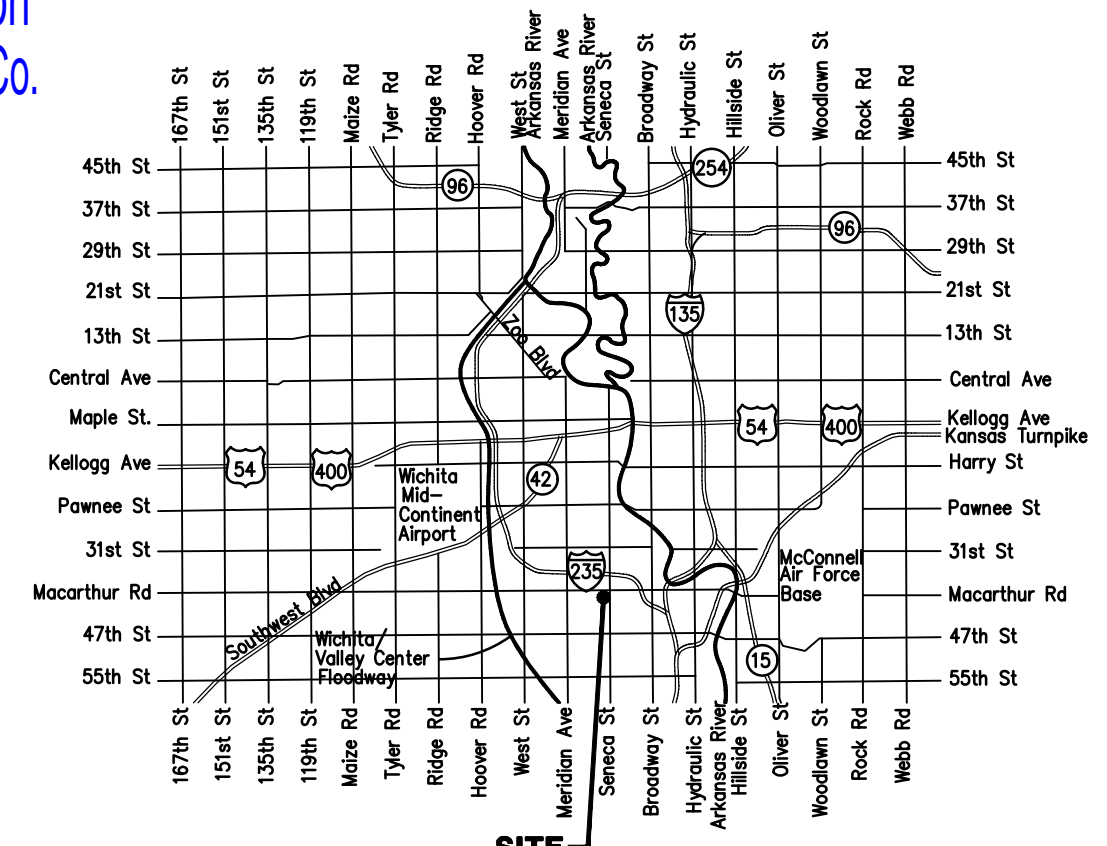 on
Co.
167th St
151st St
135th St
119th St
Maize Rd
Tyler Rd
Ridge Rd
Hoover Rd
West St
Arkansas River
Meridian Ave
Arkansas River
Seneca St
Broadway St
Hydraulic St
Hillside St
Oliver St
Woodlawn St
Rock Rd
Webb Rd
45th St
37th St
29th St
21st St
13th St
Central Ave
Maple St.
Kellogg Ave
Pawnee St
31st St
Macarthur Rd
47th St
55th St
96
254
96
135
Zoo Blvd
54
400
54
400
42
Wichita
Mid-
Continent
Airport
235
McConnell
Air Force
Base
Southwest Blvd
Wichita/
Valley Center
Floodway
15
45th St
37th St
29th St
21st St
13th St
Central Ave
Kellogg Ave
Kansas Turnpike
Harry St
Pawnee St
31st St
Macarthur Rd
47th St
55th St
167th St
151st St
135th St
119th St
Maize Rd
Tyler Rd
Ridge Rd
Hoover Rd
West St
Meridian Ave
Seneca St
Broadway St
Hydraulic St
Arkansas River
Hillside St
Oliver St
Woodlawn St
Rock Rd
Webb Rd
SITE